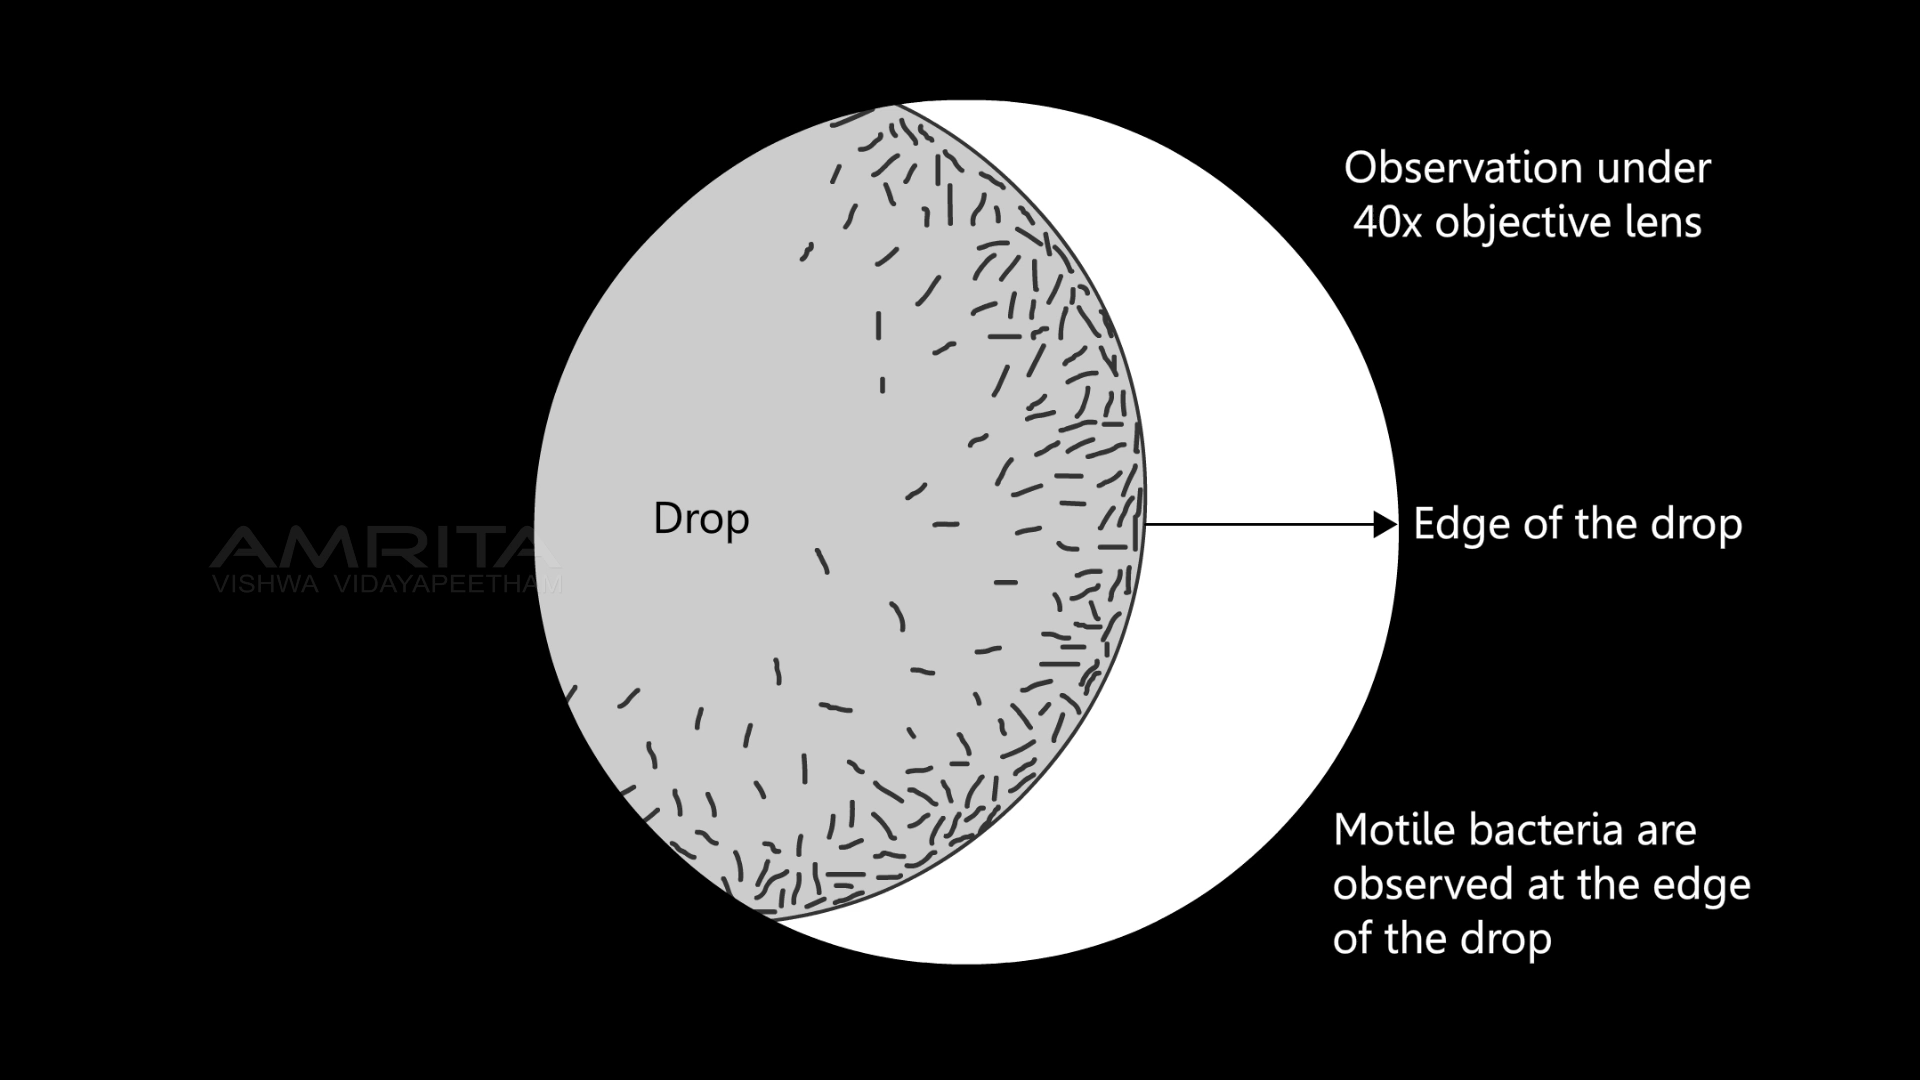 Observation under
40x objective lens
Drop
Edge of the drop
AMRITA
VISHWA VIDAYAPEETHAM
Motile bacteria are
observed at the edge
of the drop